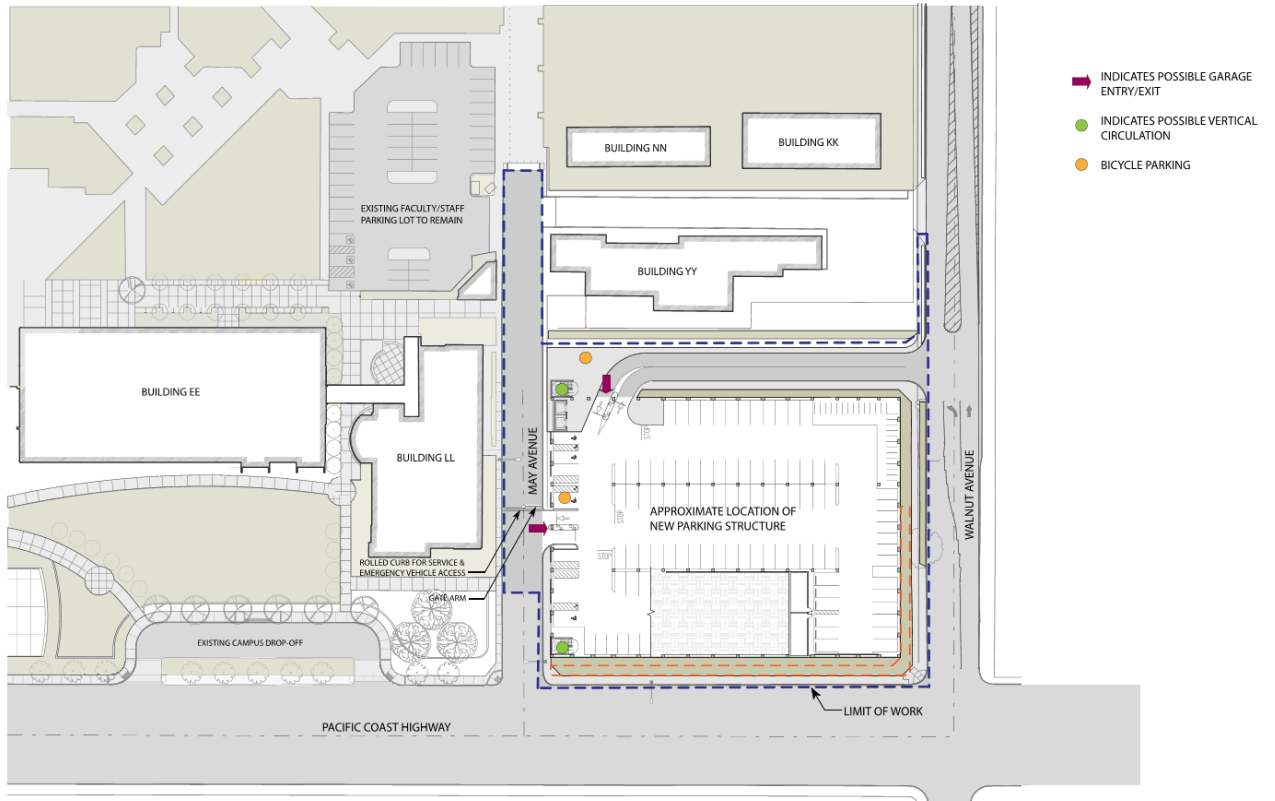 INDICATES POSSIBLE GARAGE
ENTRY/EXIT
INDICATES POSSIBLE VERTICAL
CIRCULATION
BICYCLE PARKING
BUILDING NN
BUILDING KK
EXISTING FACULTY/STAFF
PARKING LOT TO REMAIN
BUILDING YY
BUILDING EE
BUILDING LL
MAY AVENUE
WALNUT AVENUE
STOP
STOP
STOP
APPROXIMATE LOCATION OF
NEW PARKING STRUCTURE
ROLLED CURB FOR SERVICE &
EMERGENCY VEHICLE ACCESS
GATE ARM
EXISTING CAMPUS DROP-OFF
LIMIT OF WORK
PACIFIC COAST HIGHWAY